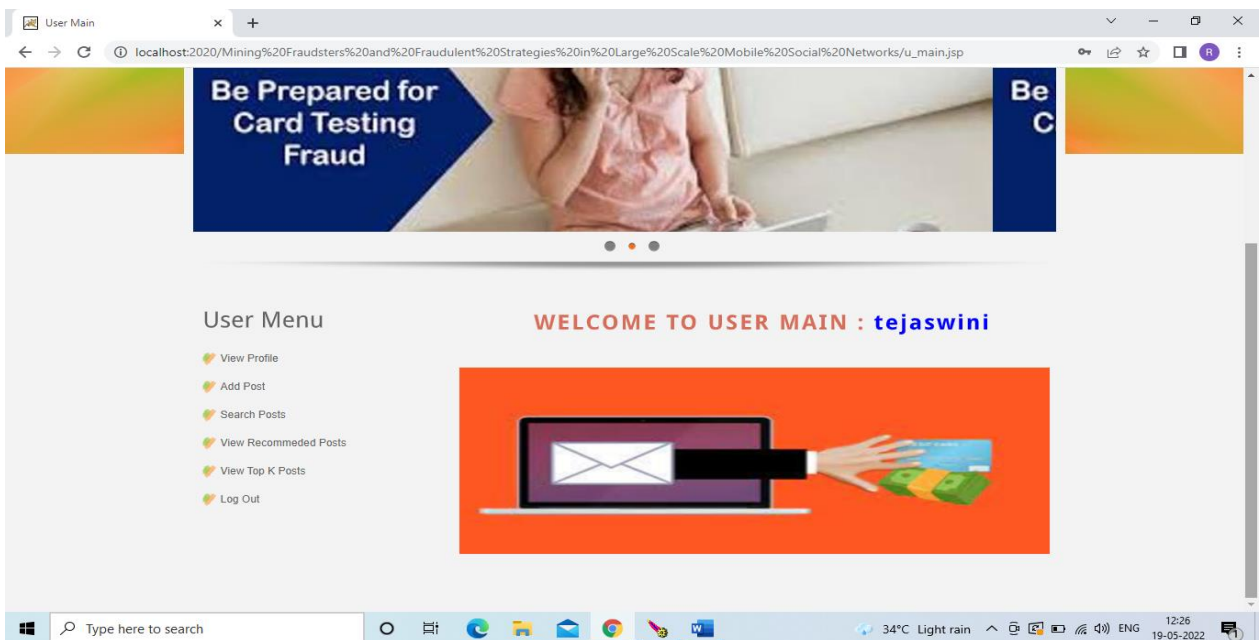 User Main
localhost:2020/Mining%20Fraudsters%20and%20Fraudulent%20Strategies%20in%20Large%20Scale%20Mobile%20Social%20Networks/u_main.jsp
R
Be Prepared for
Card Testing
Fraud
Be
C
User Menu
WELCOME TO USER MAIN : tejaswini
View Profile
Add Post
Search Posts
View Recommeded Posts
View Top K Posts
Log Out
Type here to search
34°C Light rain
ENG
12:26
19-05-2022
1